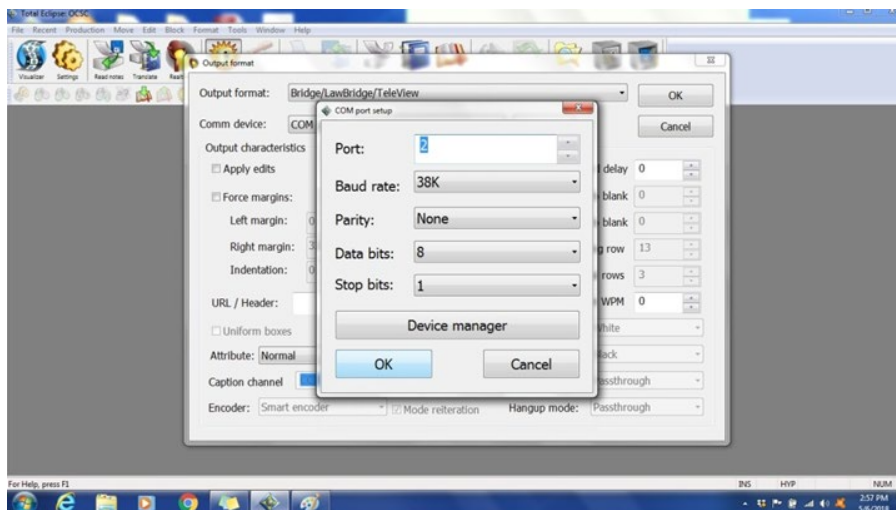 Total Eclipse: OCSC
File Recent Production Move Edit Block Format Tools Window Help
Visualizer Settings Read notes Translate
Output format
Output format: Bridge/LawBridge/TeleView OK
Comm device: COM Cancel
COM port setup
Output characteristics
Port: 2
Apply edits
delay 0
Baud rate: 38K
Force margins:
blank 0
Left margin: 0
Parity: None
blank 0
Right margin: 3
Data bits: 8
row 13
Indentation: 0
Stop bits: 1
rows 3
URL / Header:
WPM 0
Device manager
Uniform boxes
White
Attribute: Normal
OK Cancel
Caption channel
Encoder: Smart encoder Mode reiteration Hangup mode: Passthrough
For Help, press F1 INS HYP NUM
2:57 PM